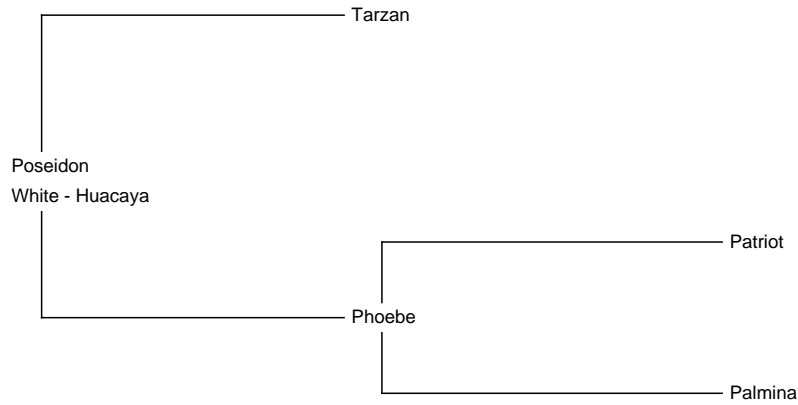 Tarzan
Poseidon
White - Huacaya
Patriot
Phoebe
Palmina